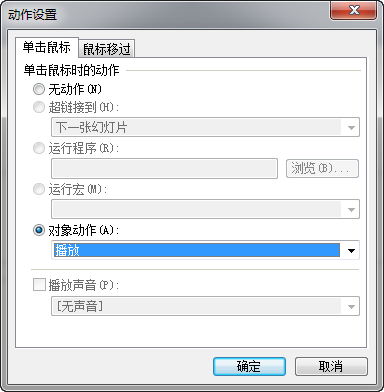 动作设置
单击鼠标 鼠标移过
单击鼠标时的动作
无动作(N)
超链接到(H):
下一张幻灯片
运行程序(R):
浏览(B)...
运行宏(M):
对象动作(A):
播放
播放声音(P):
[无声音]
确定 取消